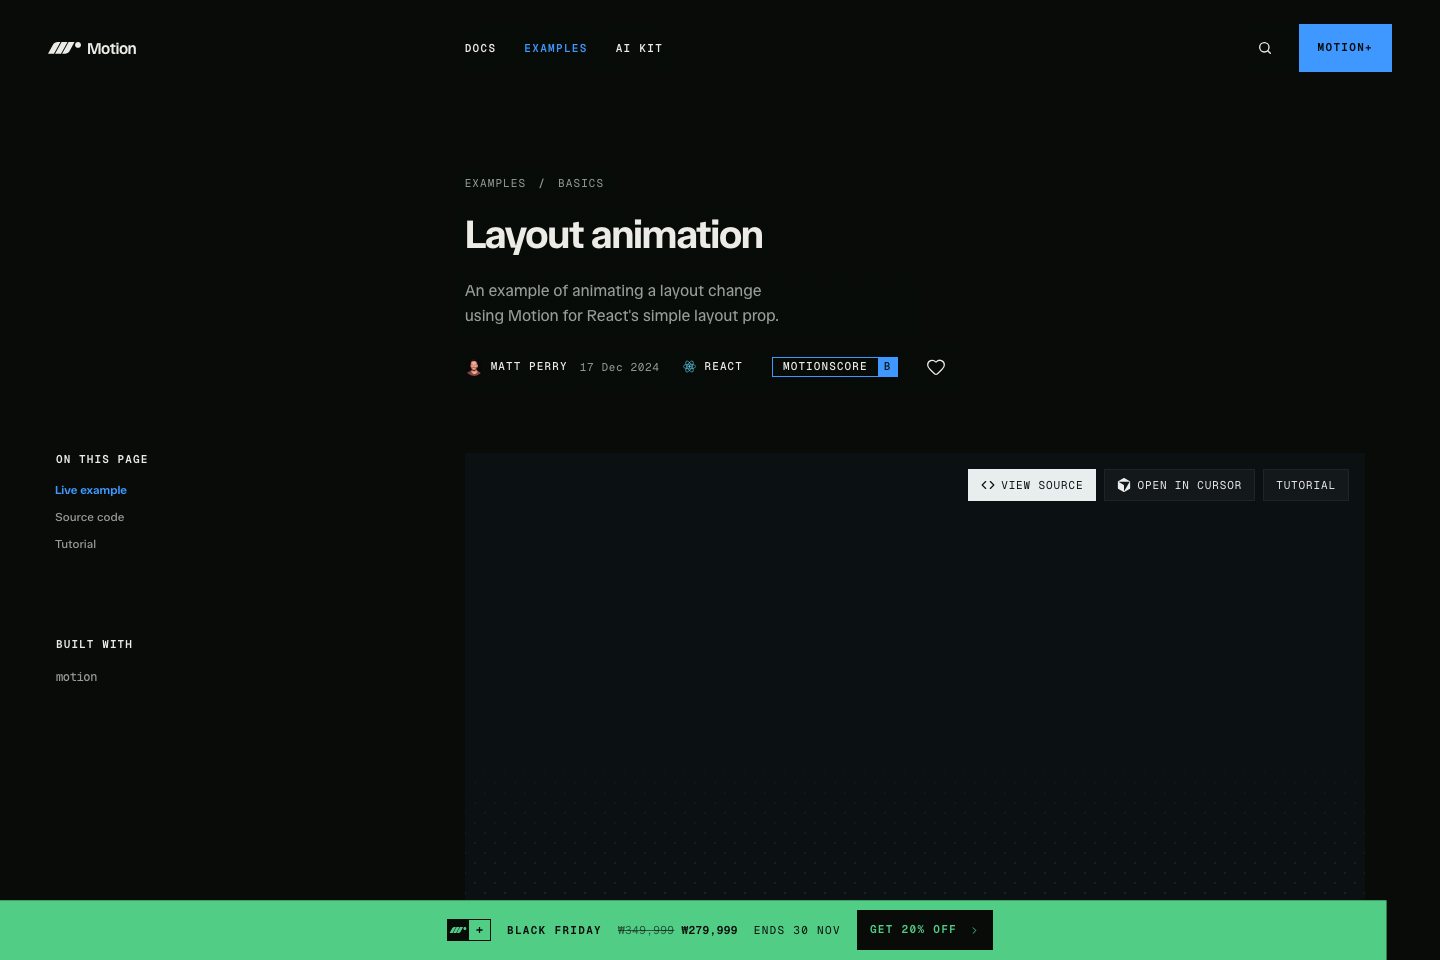 Motion
DOCS EXAMPLES AI KIT
MOTION+
EXAMPLES / BASICS
Layout animation
An example of animating a layout change
using Motion for React's simple layout prop.
MATT PERRY 17 Dec 2024 REACT MOTIONSCORE B
ON THIS PAGE
Live example
Source code
Tutorial
BUILT WITH
motion
VIEW SOURCE OPEN IN CURSOR TUTORIAL
+ BLACK FRIDAY ₩349,999 ₩279,999 ENDS 30 NOV GET 20% OFF